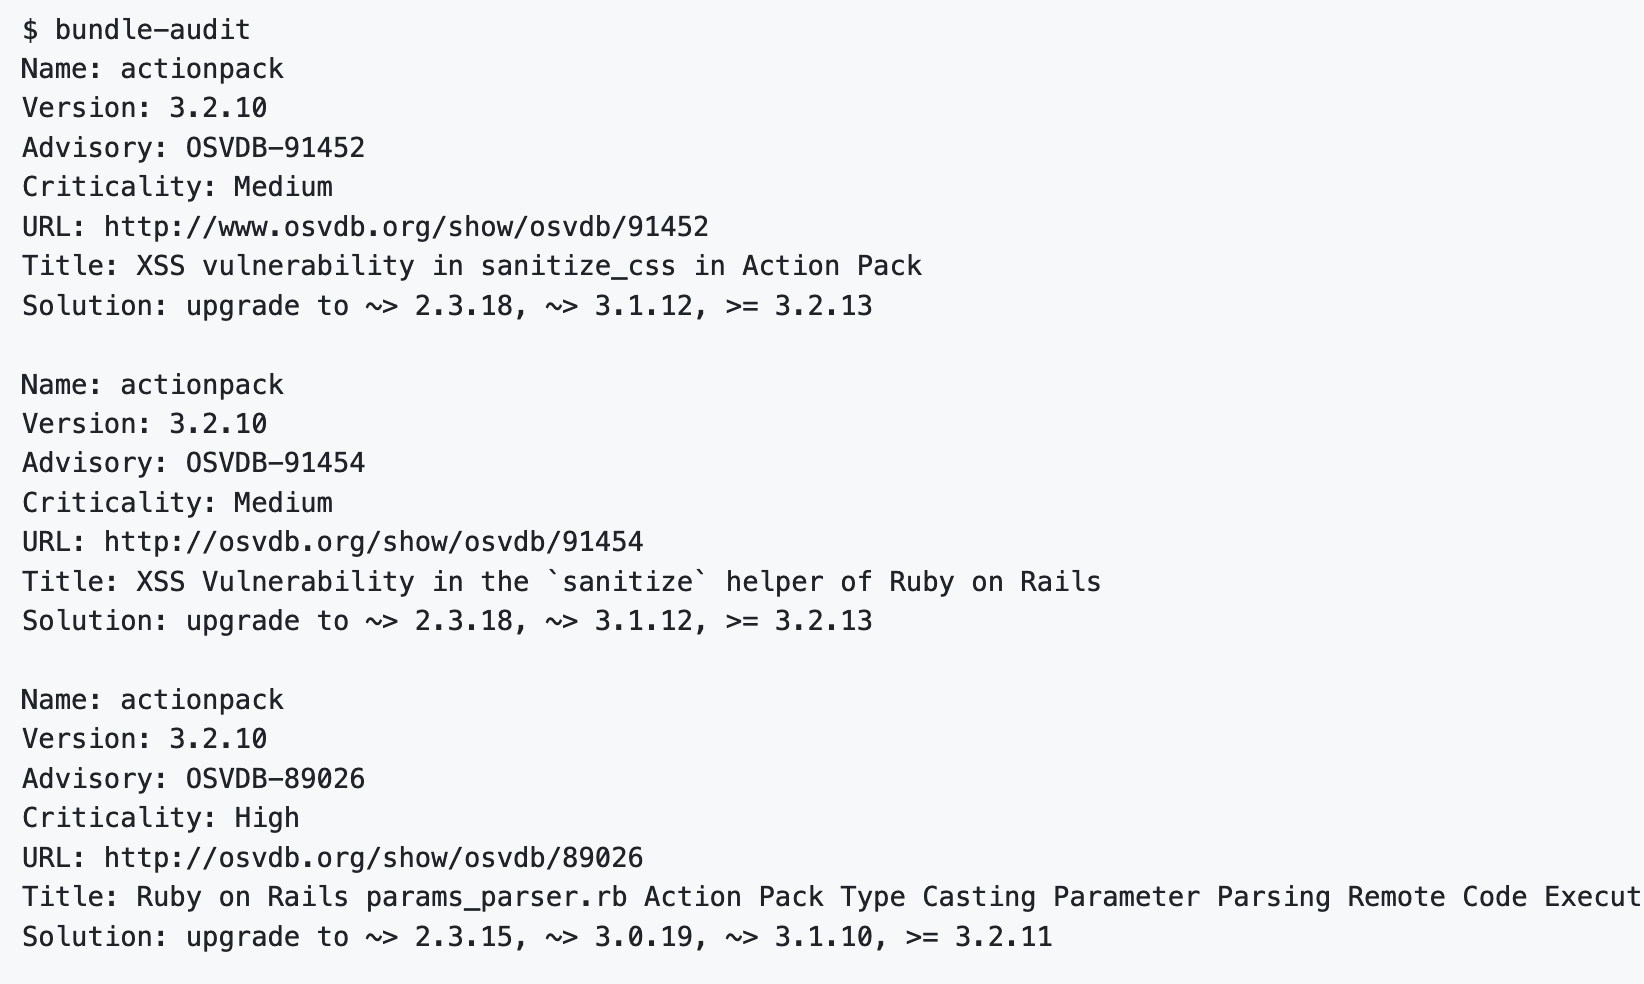 $ bundle-audit
Name: actionpack
Version: 3.2.10
Advisory: OSVDB-91452
Criticality: Medium
URL: http://www.osvdb.org/show/osvdb/91452
Title: XSS vulnerability in sanitize_css in Action Pack
Solution: upgrade to ~> 2.3.18, ~> 3.1.12, >= 3.2.13

Name: actionpack
Version: 3.2.10
Advisory: OSVDB-91454
Criticality: Medium
URL: http://osvdb.org/show/osvdb/91454
Title: XSS Vulnerability in the `sanitize` helper of Ruby on Rails
Solution: upgrade to ~> 2.3.18, ~> 3.1.12, >= 3.2.13

Name: actionpack
Version: 3.2.10
Advisory: OSVDB-89026
Criticality: High
URL: http://osvdb.org/show/osvdb/89026
Title: Ruby on Rails params_parser.rb Action Pack Type Casting Parameter Parsing Remote Code Execut
Solution: upgrade to ~> 2.3.15, ~> 3.0.19, ~> 3.1.10, >= 3.2.11